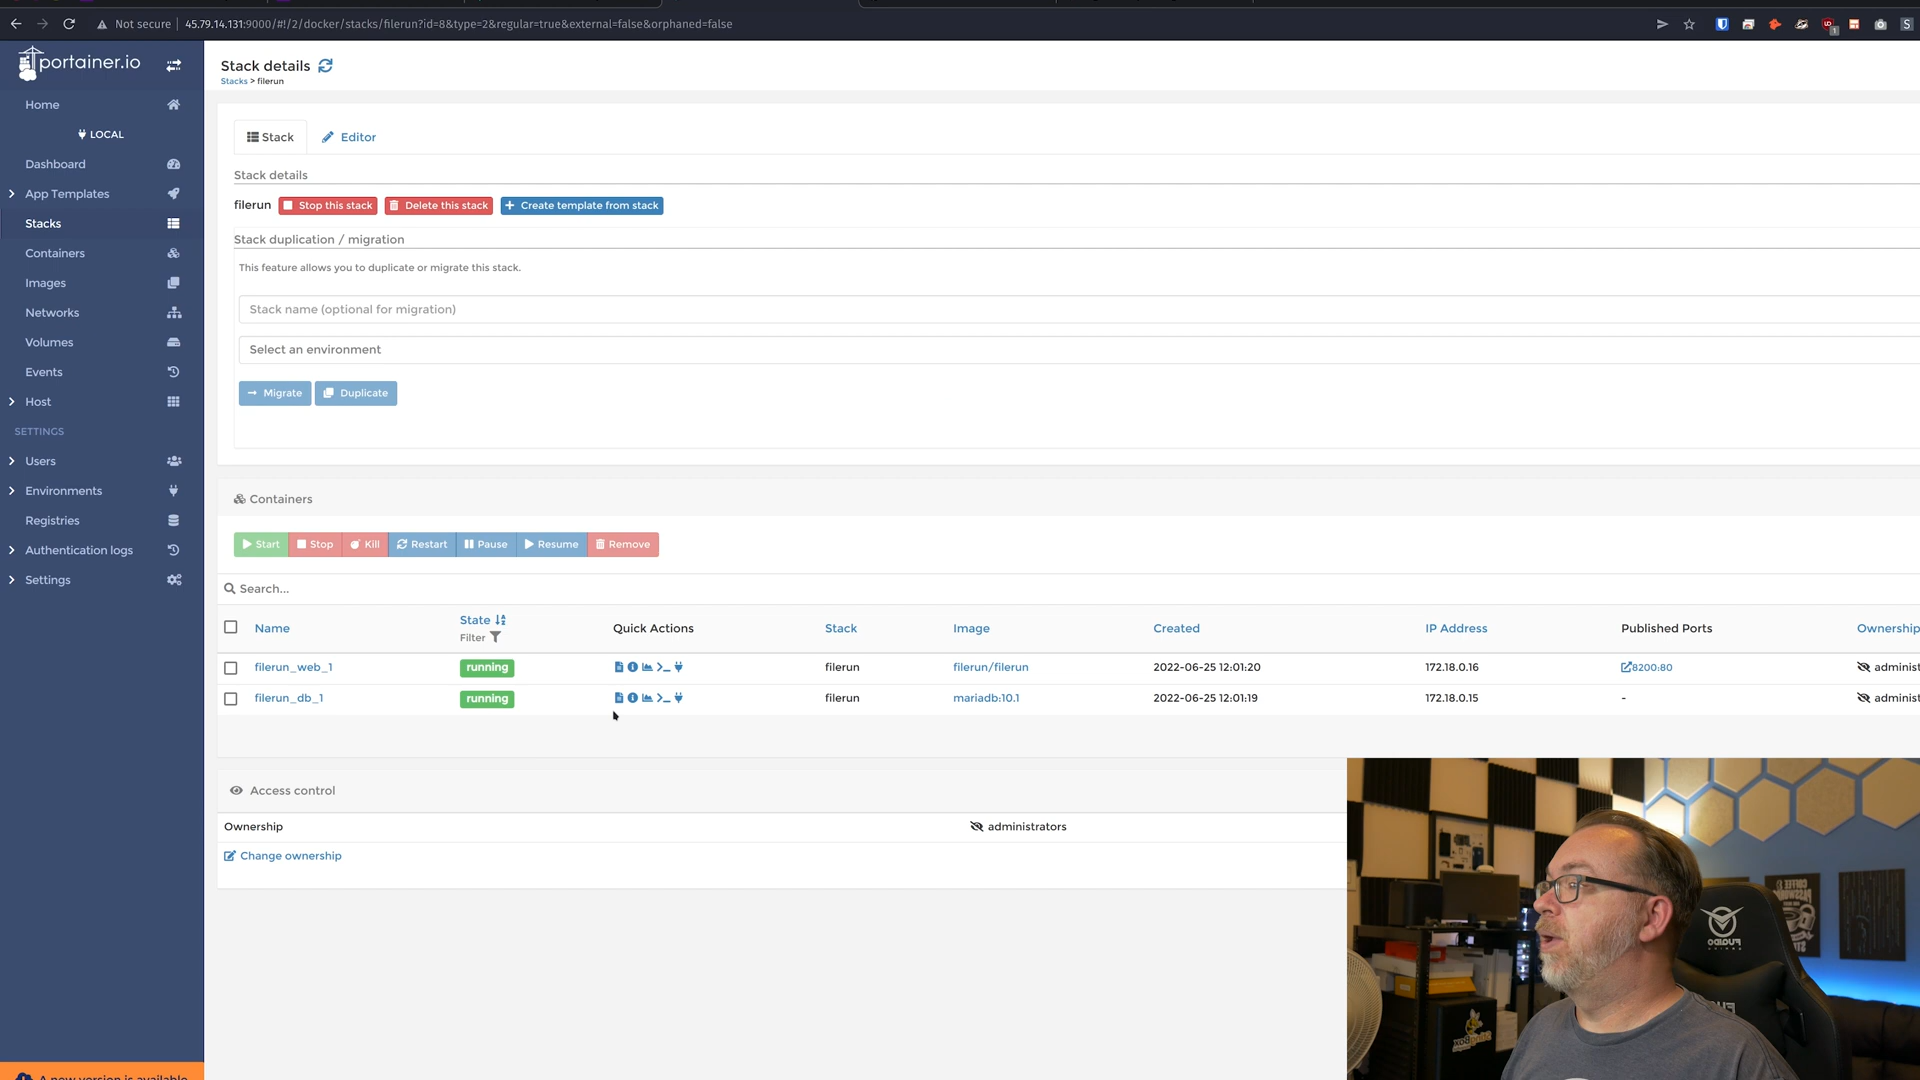 Not secure | 45.79.14.131:9000/#!/2/docker/stacks/filerun?id=8&type=2&regular=true&external=false&orphaned=false
portainer.io
Home
LOCAL
Dashboard
App Templates
Stacks
Containers
Images
Networks
Volumes
Events
Host
SETTINGS
Users
Environments
Registries
Authentication logs
Settings
A new version is available
Stack details
Stacks > filerun
Stack Editor
Stack details
filerun Stop this stack Delete this stack + Create template from stack
Stack duplication / migration
This feature allows you to duplicate or migrate this stack.
Stack name (optional for migration)
Select an environment
Migrate Duplicate
Containers
Start Stop Kill Restart Pause Resume Remove
Search...
Name State Filter Quick Actions Stack Image Created IP Address Published Ports Ownership
filerun_web_1 running filerun filerun/filerun 2022-06-25 12:01:20 172.18.0.16 8200:80 administ
filerun_db_1 running filerun mariadb:10.1 2022-06-25 12:01:19 172.18.0.15 - administ
Access control
Ownership administrators
Change ownership